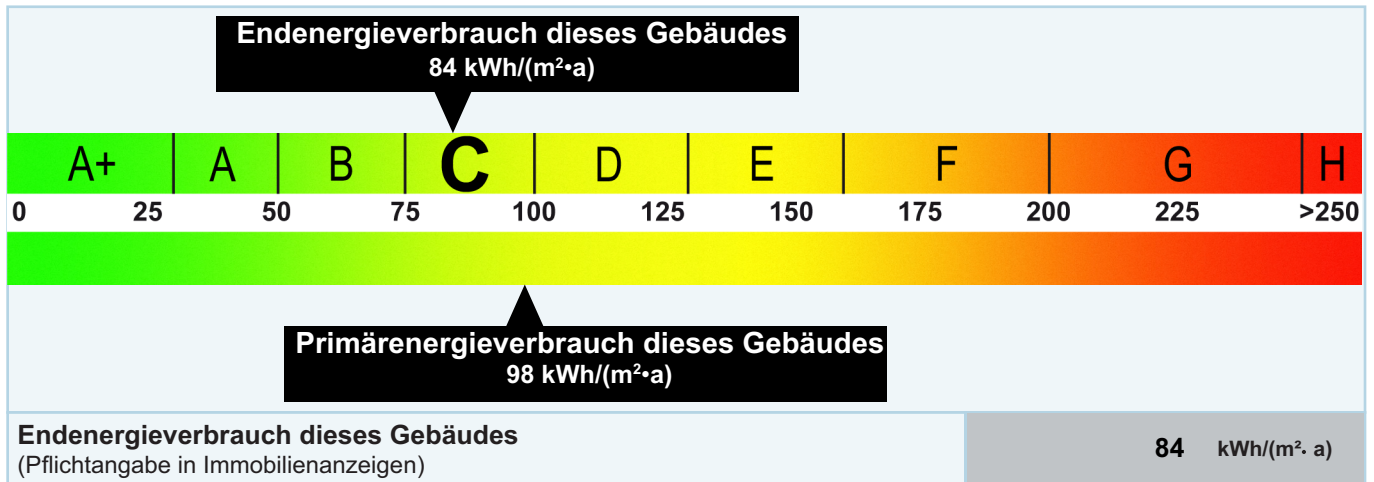 Endenergieverbrauch dieses Gebäudes
84 kWh/(m²•a)
A+ A B C D E F G H
0 25 50 75 100 125 150 175 200 225 >250
Primärenergieverbrauch dieses Gebäudes
98 kWh/(m²•a)
Endenergieverbrauch dieses Gebäudes
(Pflichtangabe in Immobilienanzeigen)
84 kWh/(m²· a)